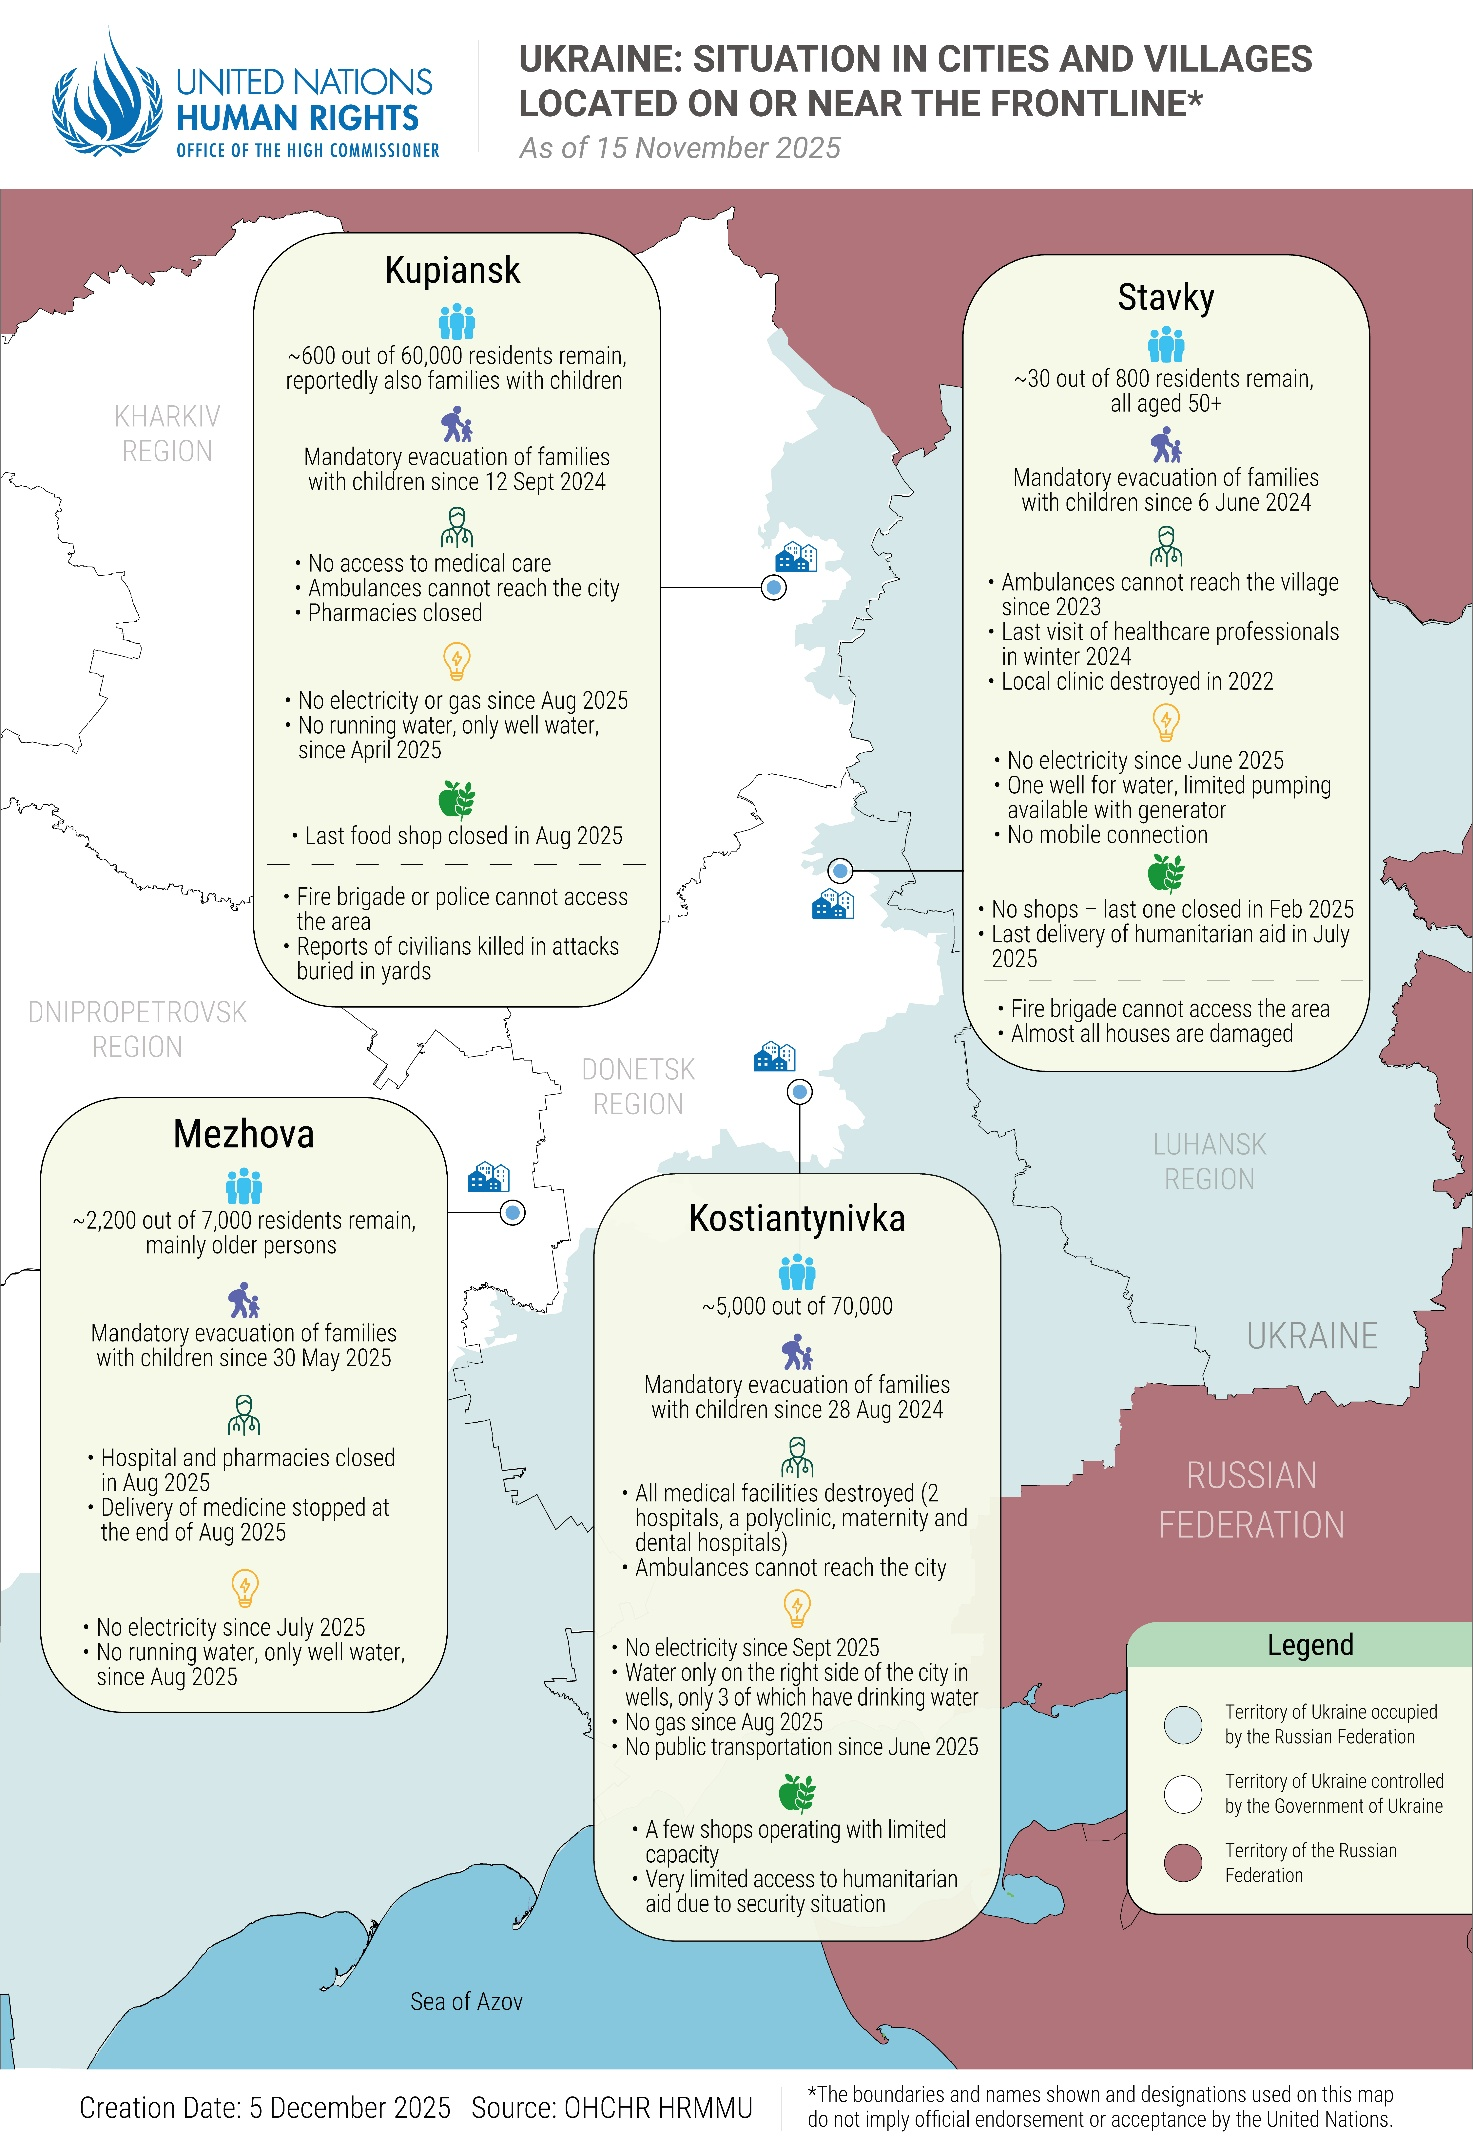 UNITED NATIONS
HUMAN RIGHTS
OFFICE OF THE HIGH COMMISSIONER
UKRAINE: SITUATION IN CITIES AND VILLAGES
LOCATED ON OR NEAR THE FRONTLINE*
As of 15 November 2025
KHARKIV
REGION
Kupiansk
~600 out of 60,000 residents remain,
reportedly also families with children
Mandatory evacuation of families
with children since 12 Sept 2024
• No access to medical care
• Ambulances cannot reach the city
• Pharmacies closed
• No electricity or gas since Aug 2025
• No running water, only well water,
since April 2025
• Last food shop closed in Aug 2025
• Fire brigade or police cannot access
the area
• Reports of civilians killed in attacks
buried in yards
Stavky
~30 out of 800 residents remain,
all aged 50+
Mandatory evacuation of families
with children since 6 June 2024
• Ambulances cannot reach the village
since 2023
• Last visit of healthcare professionals
in winter 2024
• Local clinic destroyed in 2022
• No electricity since June 2025
• One well for water, limited pumping
available with generator
• No mobile connection
• No shops – last one closed in Feb 2025
• Last delivery of humanitarian aid in July
2025
• Fire brigade cannot access the area
• Almost all houses are damaged
DNIPROPETROVSK
REGION
DONETSK
REGION
LUHANSK
REGION
UKRAINE
RUSSIAN
FEDERATION
Mezhova
~2,200 out of 7,000 residents remain,
mainly older persons
Mandatory evacuation of families
with children since 30 May 2025
• Hospital and pharmacies closed
in Aug 2025
• Delivery of medicine stopped at
the end of Aug 2025
• No electricity since July 2025
• No running water, only well water,
since Aug 2025
Kostiantynivka
~5,000 out of 70,000
Mandatory evacuation of families
with children since 28 Aug 2024
• All medical facilities destroyed (2
hospitals, a polyclinic, maternity and
dental hospitals)
• Ambulances cannot reach the city
• No electricity since Sept 2025
• Water only on the right side of the city in
wells, only 3 of which have drinking water
• No gas since Aug 2025
• No public transportation since June 2025
• A few shops operating with limited
capacity
• Very limited access to humanitarian
aid due to security situation
Legend
Territory of Ukraine occupied
by the Russian Federation
Territory of Ukraine controlled
by the Government of Ukraine
Territory of the Russian
Federation
Sea of Azov
Creation Date: 5 December 2025 Source: OHCHR HRMMU
*The boundaries and names shown and designations used on this map
do not imply official endorsement or acceptance by the United Nations.